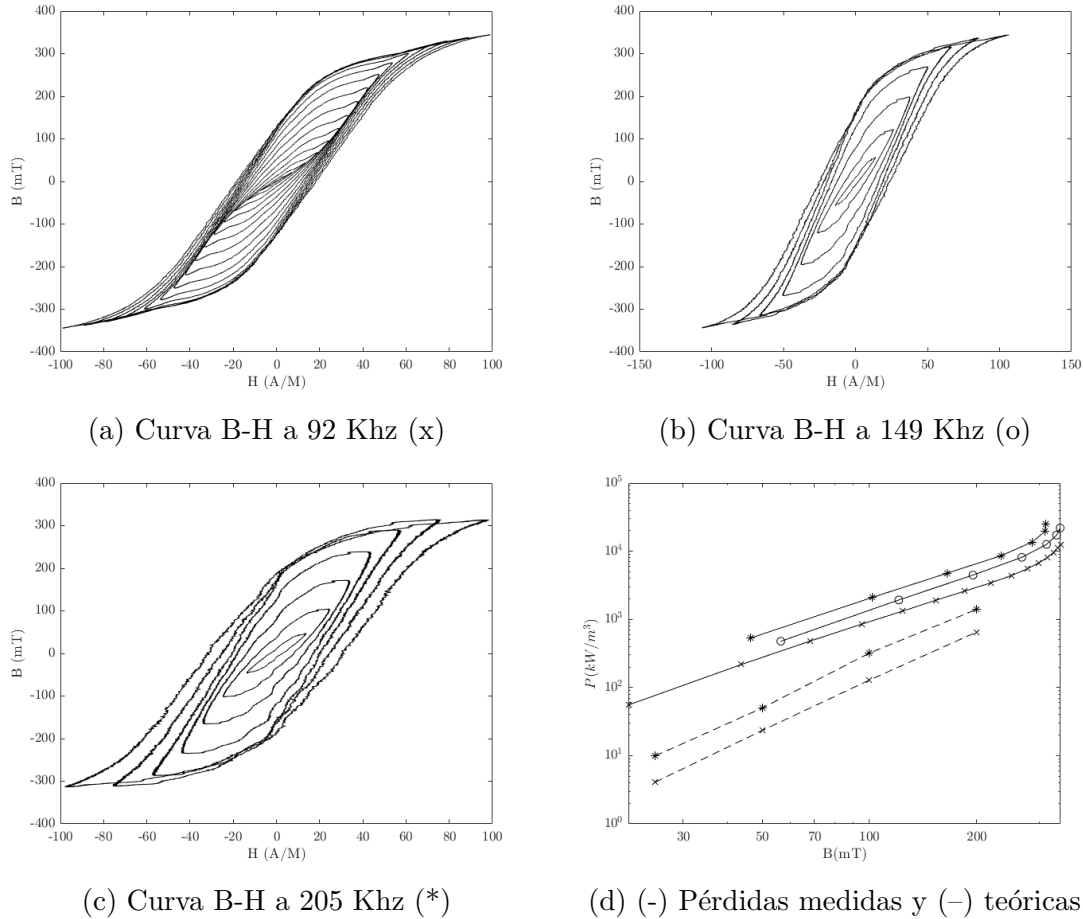 400
300
200
100
0
-100
-200
-300
-400
B (mT)
-100 -80 -60 -40 -20 0 20 40 60 80 100
H (A/M)
(a) Curva B-H a 92 Khz (x)
400
300
200
100
0
-100
-200
-300
-400
B (mT)
-150 -100 -50 0 50 100 150
H (A/M)
(b) Curva B-H a 149 Khz (o)
400
300
200
100
0
-100
-200
-300
-400
B (mT)
-100 -80 -60 -40 -20 0 20 40 60 80 100
H (A/M)
(c) Curva B-H a 205 Khz (*)
10^5
10^4
10^3
10^2
10^1
10^0
P(kW/m^3)
30 50 70 100 200
B(mT)
(d) (-) Pérdidas medidas y (–) teóricas